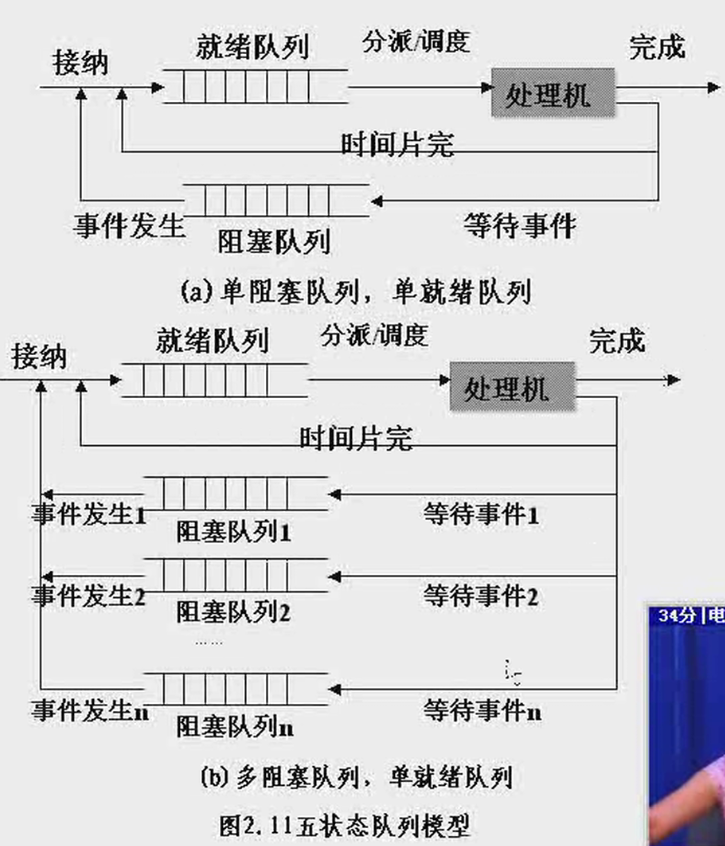 接纳 就绪队列 分派/调度 完成
处理机
时间片完
事件发生 阻塞队列 等待事件
(a)单阻塞队列，单就绪队列
接纳 就绪队列 分派/调度 完成
处理机
时间片完
事件发生1 阻塞队列1 等待事件1
事件发生2 阻塞队列2 等待事件2
……
事件发生n 阻塞队列n 等待事件n
(b)多阻塞队列，单就绪队列
图2.11五状态队列模型
34分|电